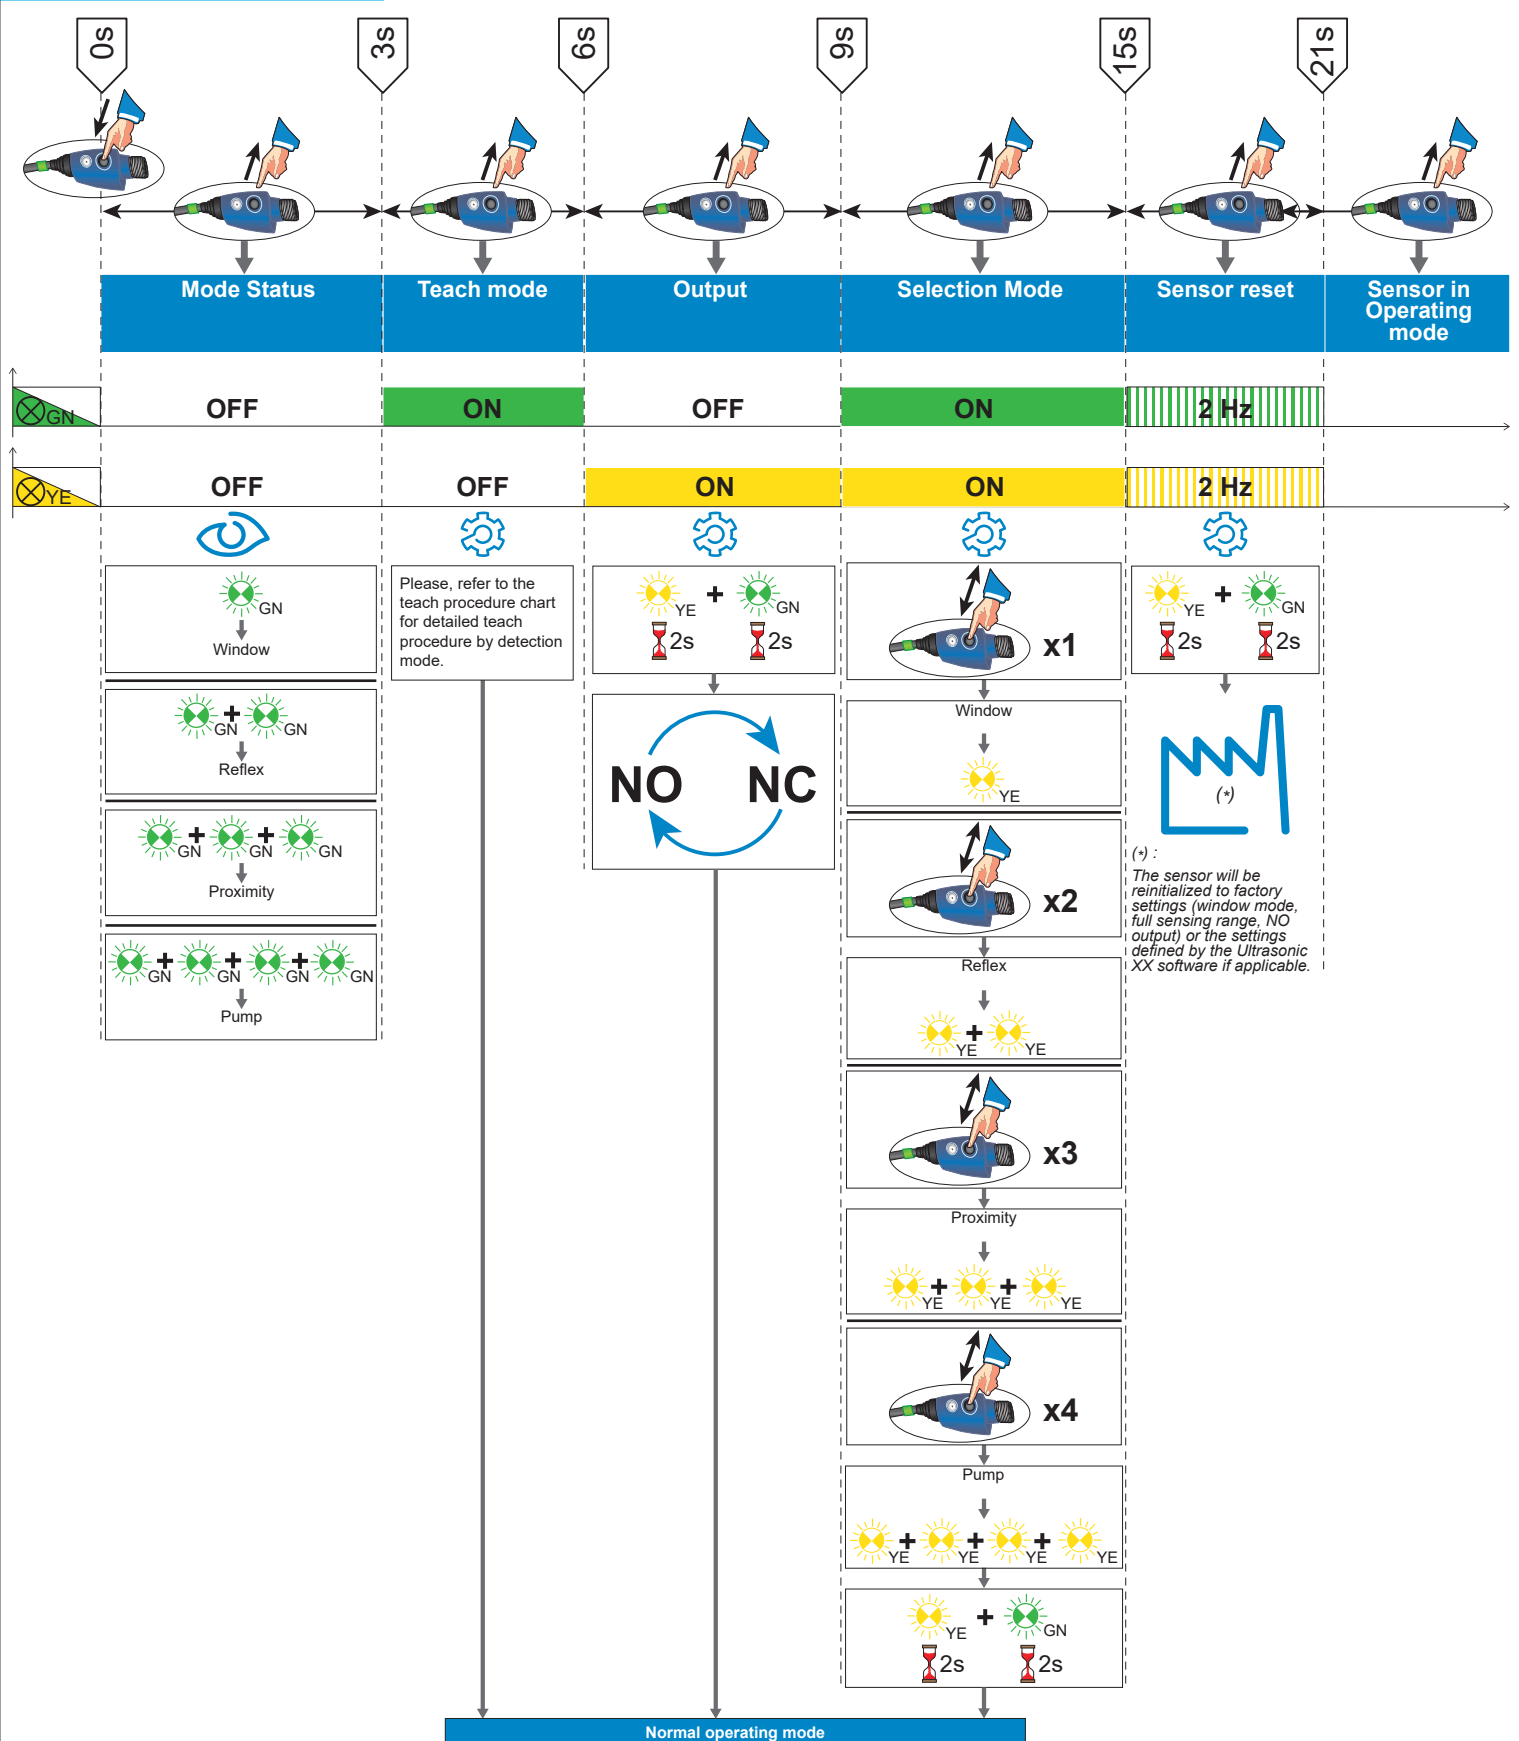 0s
3s
6s
9s
15s
21s
Mode Status
Teach mode
Output
Selection Mode
Sensor reset
Sensor in
Operating
mode
GN
OFF
ON
OFF
ON
2 Hz
YE
OFF
OFF
ON
ON
2 Hz
GN
Window
GN + GN
Reflex
GN + GN + GN
Proximity
GN + GN + GN + GN
Pump
Please, refer to the
teach procedure chart
for detailed teach
procedure by detection
mode.
YE + GN
2s 2s
NO NC
x1
Window
YE
x2
Reflex
YE + YE
x3
Proximity
YE + YE + YE
x4
Pump
YE + YE + YE + YE
YE + GN
2s 2s
YE + GN
2s 2s
(*)
(*) :
The sensor will be
reinitialized to factory
settings (window mode,
full sensing range, NO
output) or the settings
defined by the Ultrasonic
XX software if applicable.
Normal operating mode